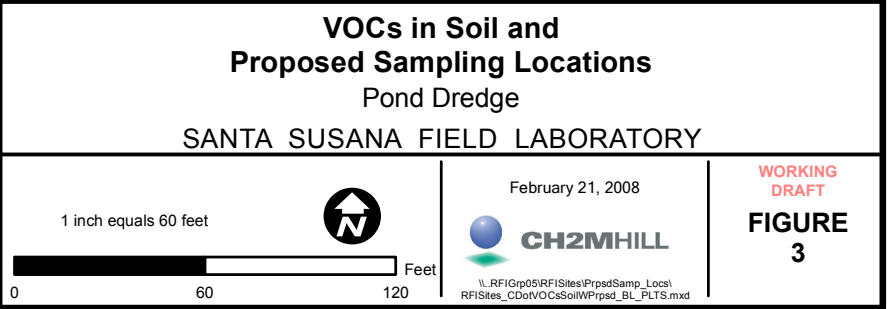 VOCs in Soil and
Proposed Sampling Locations
Pond Dredge
SANTA SUSANA FIELD LABORATORY
1 inch equals 60 feet
N
Feet
0 60 120
February 21, 2008
CH2MHILL
\\..RFIGrp05\RFISites\PrpsdSamp_Locs\
RFISites_CDotVOCsSoilWPrpsd_BL_PLTS.mxd
WORKING
DRAFT
FIGURE
3